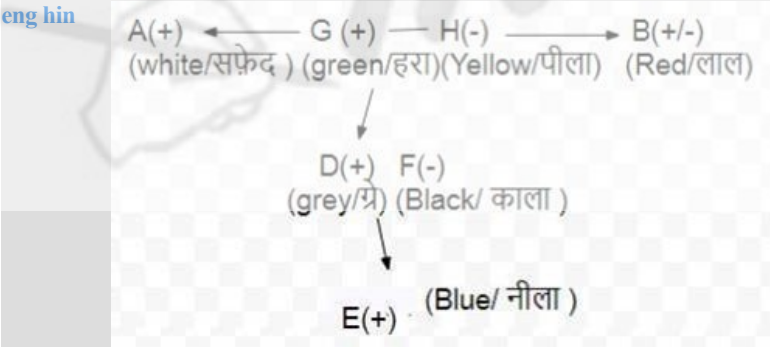 eng hin
A(+) G (+) H(-) B(+/-)
(white/सफ़ेद ) (green/हरा)(Yellow/पीला) (Red/लाल)
D(+) F(-)
(grey/ग्रे) (Black/ काला )
(Blue/ नीला )
E(+)